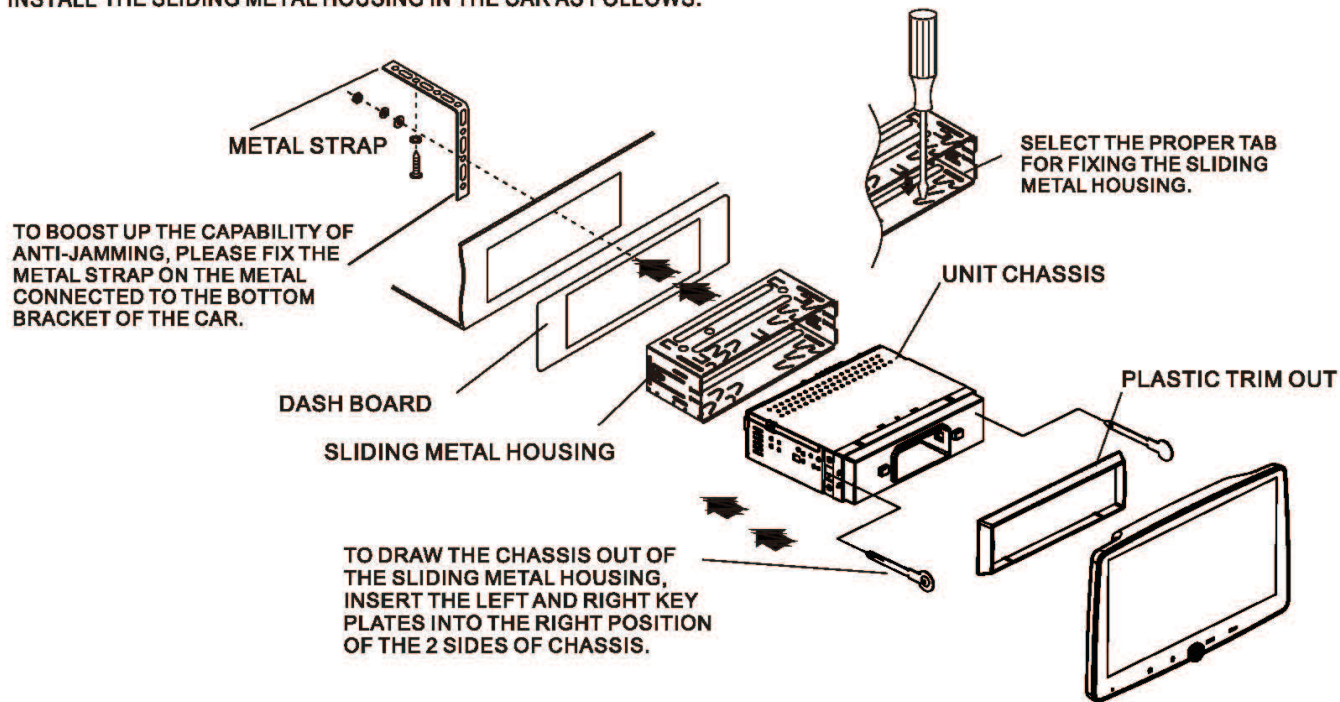 INSTALL THE SLIDING METAL HOUSING IN THE CAR AS FOLLOWS:
METAL STRAP
SELECT THE PROPER TAB
FOR FIXING THE SLIDING
METAL HOUSING.
TO BOOST UP THE CAPABILITY OF
ANTI-JAMMING, PLEASE FIX THE
METAL STRAP ON THE METAL
CONNECTED TO THE BOTTOM
BRACKET OF THE CAR.
UNIT CHASSIS
PLASTIC TRIM OUT
DASH BOARD
SLIDING METAL HOUSING
TO DRAW THE CHASSIS OUT OF
THE SLIDING METAL HOUSING,
INSERT THE LEFT AND RIGHT KEY
PLATES INTO THE RIGHT POSITION
OF THE 2 SIDES OF CHASSIS.